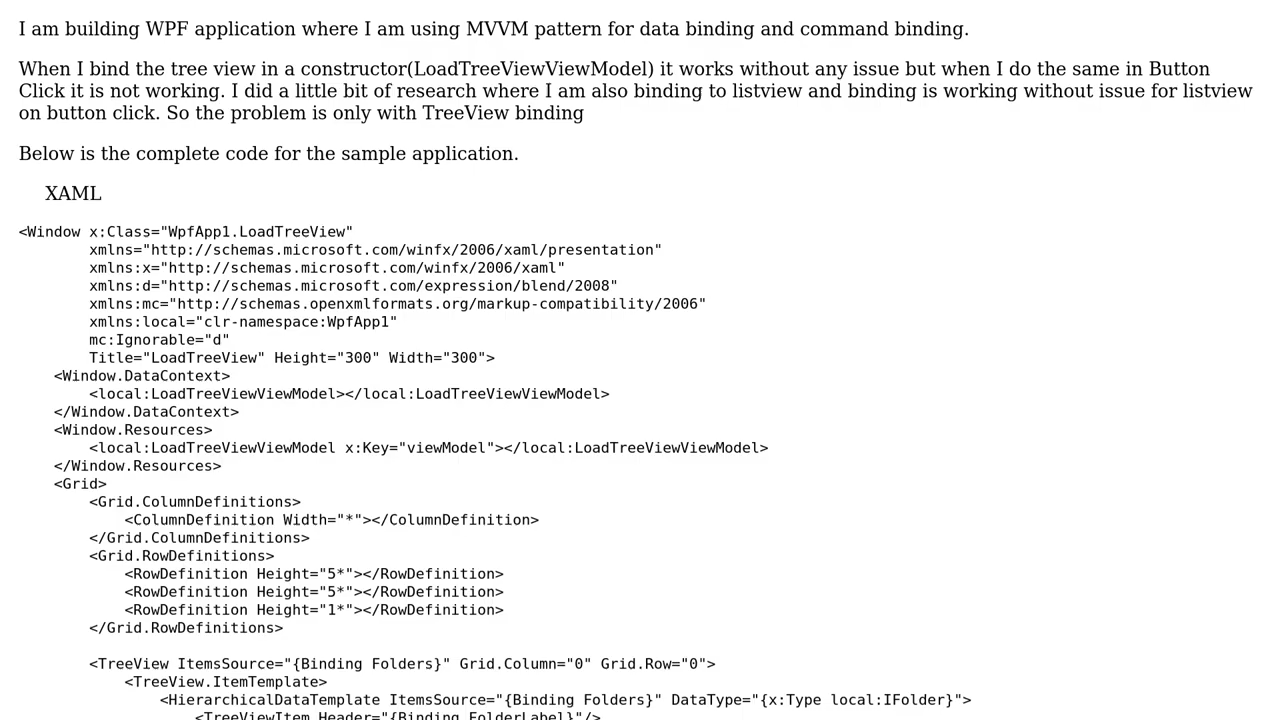 I am building WPF application where I am using MVVM pattern for data binding and command binding.
When I bind the tree view in a constructor(LoadTreeViewViewModel) it works without any issue but when I do the same in Button
Click it is not working. I did a little bit of research where I am also binding to listview and binding is working without issue for listview
on button click. So the problem is only with TreeView binding
Below is the complete code for the sample application.
XAML
<Window x:Class="WpfApp1.LoadTreeView"
        xmlns="http://schemas.microsoft.com/winfx/2006/xaml/presentation"
        xmlns:x="http://schemas.microsoft.com/winfx/2006/xaml"
        xmlns:d="http://schemas.microsoft.com/expression/blend/2008"
        xmlns:mc="http://schemas.openxmlformats.org/markup-compatibility/2006"
        xmlns:local="clr-namespace:WpfApp1"
        mc:Ignorable="d"
        Title="LoadTreeView" Height="300" Width="300">
    <Window.DataContext>
        <local:LoadTreeViewViewModel></local:LoadTreeViewViewModel>
    </Window.DataContext>
    <Window.Resources>
        <local:LoadTreeViewViewModel x:Key="viewModel"></local:LoadTreeViewViewModel>
    </Window.Resources>
    <Grid>
        <Grid.ColumnDefinitions>
            <ColumnDefinition Width="*"></ColumnDefinition>
        </Grid.ColumnDefinitions>
        <Grid.RowDefinitions>
            <RowDefinition Height="5*"></RowDefinition>
            <RowDefinition Height="5*"></RowDefinition>
            <RowDefinition Height="1*"></RowDefinition>
        </Grid.RowDefinitions>
        <TreeView ItemsSource="{Binding Folders}" Grid.Column="0" Grid.Row="0">
            <TreeView.ItemTemplate>
                <HierarchicalDataTemplate ItemsSource="{Binding Folders}" DataType="{x:Type local:IFolder}">
                    <TreeViewItem Header="{Binding FolderLabel}"/>